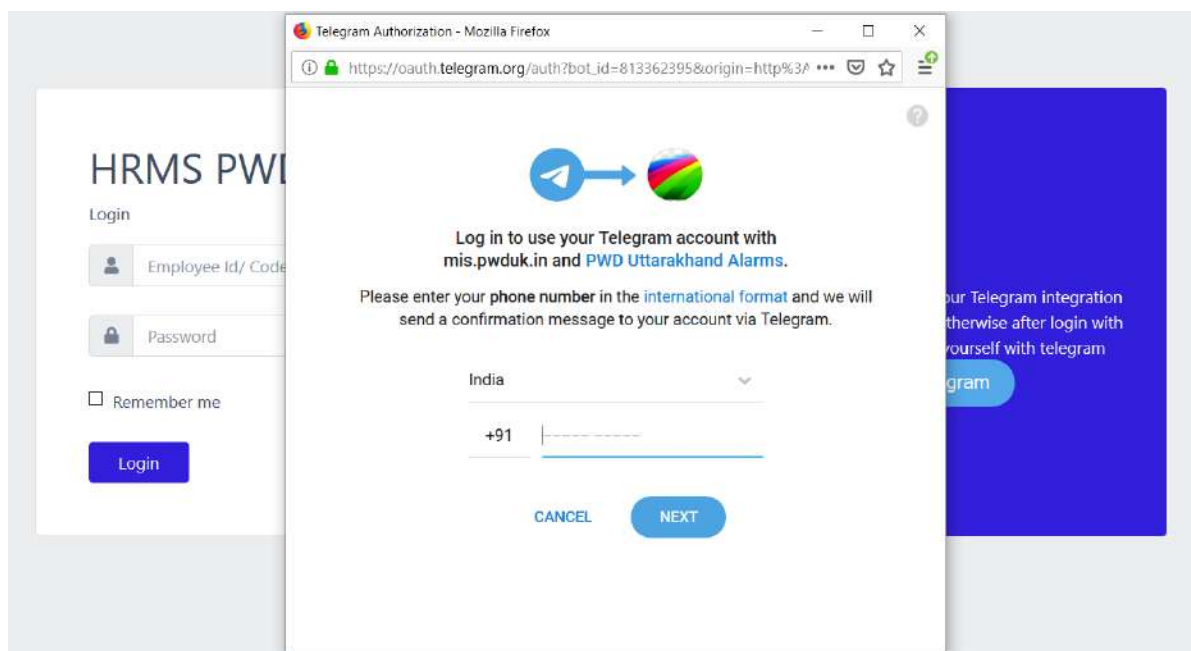 Telegram Authorization - Mozilla Firefox
https://oauth.telegram.org/auth?bot_id=813362395&origin=http%3A
HRMS PWD
Login
Employee Id/ Code
Password
Remember me
Login
Log in to use your Telegram account with
mis.pwduk.in and PWD Uttarakhand Alarms.
Please enter your phone number in the international format and we will
send a confirmation message to your account via Telegram.
India
+91
CANCEL
NEXT
our Telegram integration
therwise after login with
yourself with telegram
gram